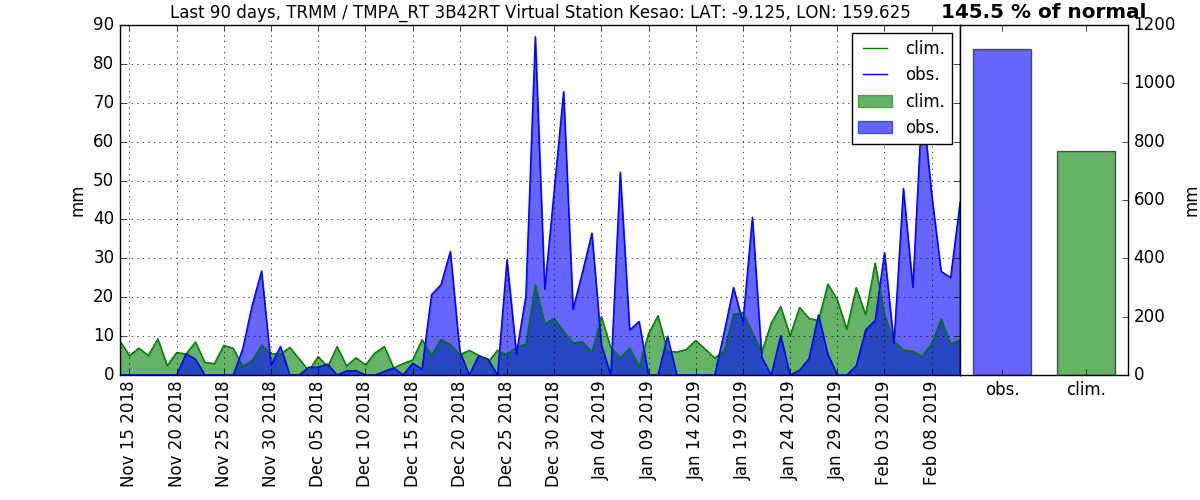 Last 90 days, TRMM / TMPA_RT 3B42RT Virtual Station Kesao: LAT: -9.125, LON: 159.625
145.5 % of normal
90
80
70
60
50
40
30
20
10
0
mm
clim.
obs.
clim.
obs.
1200
1000
800
600
400
200
0
mm
Nov 15 2018
Nov 20 2018
Nov 25 2018
Nov 30 2018
Dec 05 2018
Dec 10 2018
Dec 15 2018
Dec 20 2018
Dec 25 2018
Dec 30 2018
Jan 04 2019
Jan 09 2019
Jan 14 2019
Jan 19 2019
Jan 24 2019
Jan 29 2019
Feb 03 2019
Feb 08 2019
obs.
clim.